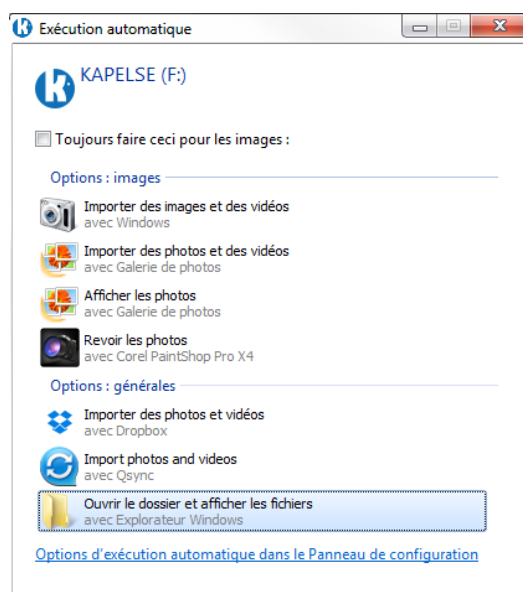 Exécution automatique
KAPELSE (F:)
Toujours faire ceci pour les images :
Options : images
Importer des images et des vidéos
avec Windows
Importer des photos et des vidéos
avec Galerie de photos
Afficher les photos
avec Galerie de photos
Revoir les photos
avec Corel PaintShop Pro X4
Options : générales
Importer des photos et vidéos
avec Dropbox
Import photos and videos
avec Qsync
Ouvrir le dossier et afficher les fichiers
avec Explorateur Windows
Options d'exécution automatique dans le Panneau de configuration